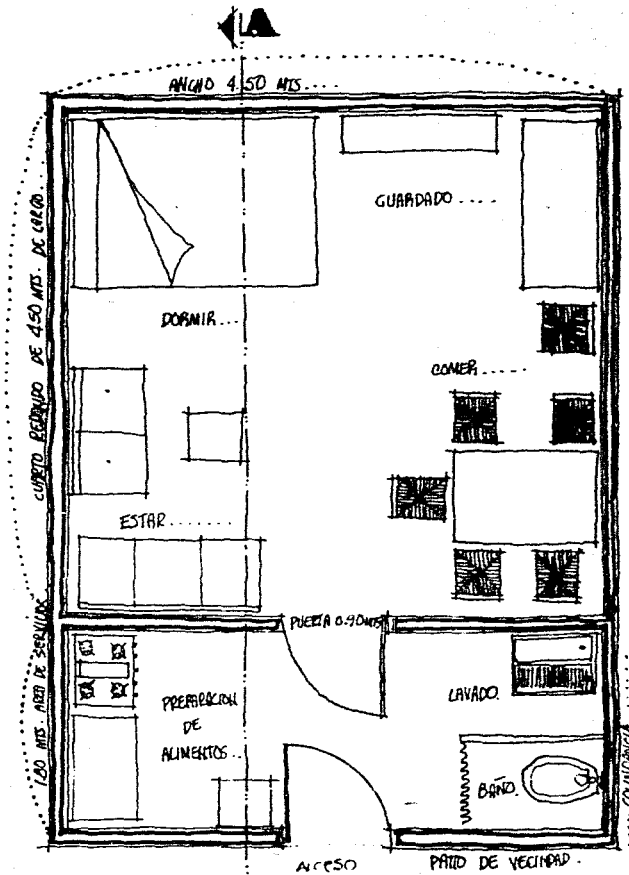 A
ANCHO 4.50 MTS....
GUARDADO ....
DORMIR...
COMER .....
CUARTO REDONDO DE 4.50 MTS. DE LARGO...
ESTAR........
PUERTA 0.90 MTS
1.80 MTS. AREA DE SERVICIOS
PREPARACION
DE
ALIMENTOS...
LAVADO.
BAÑO.
COLINDANCIA
ACCESO
PATIO DE VECINDAD.